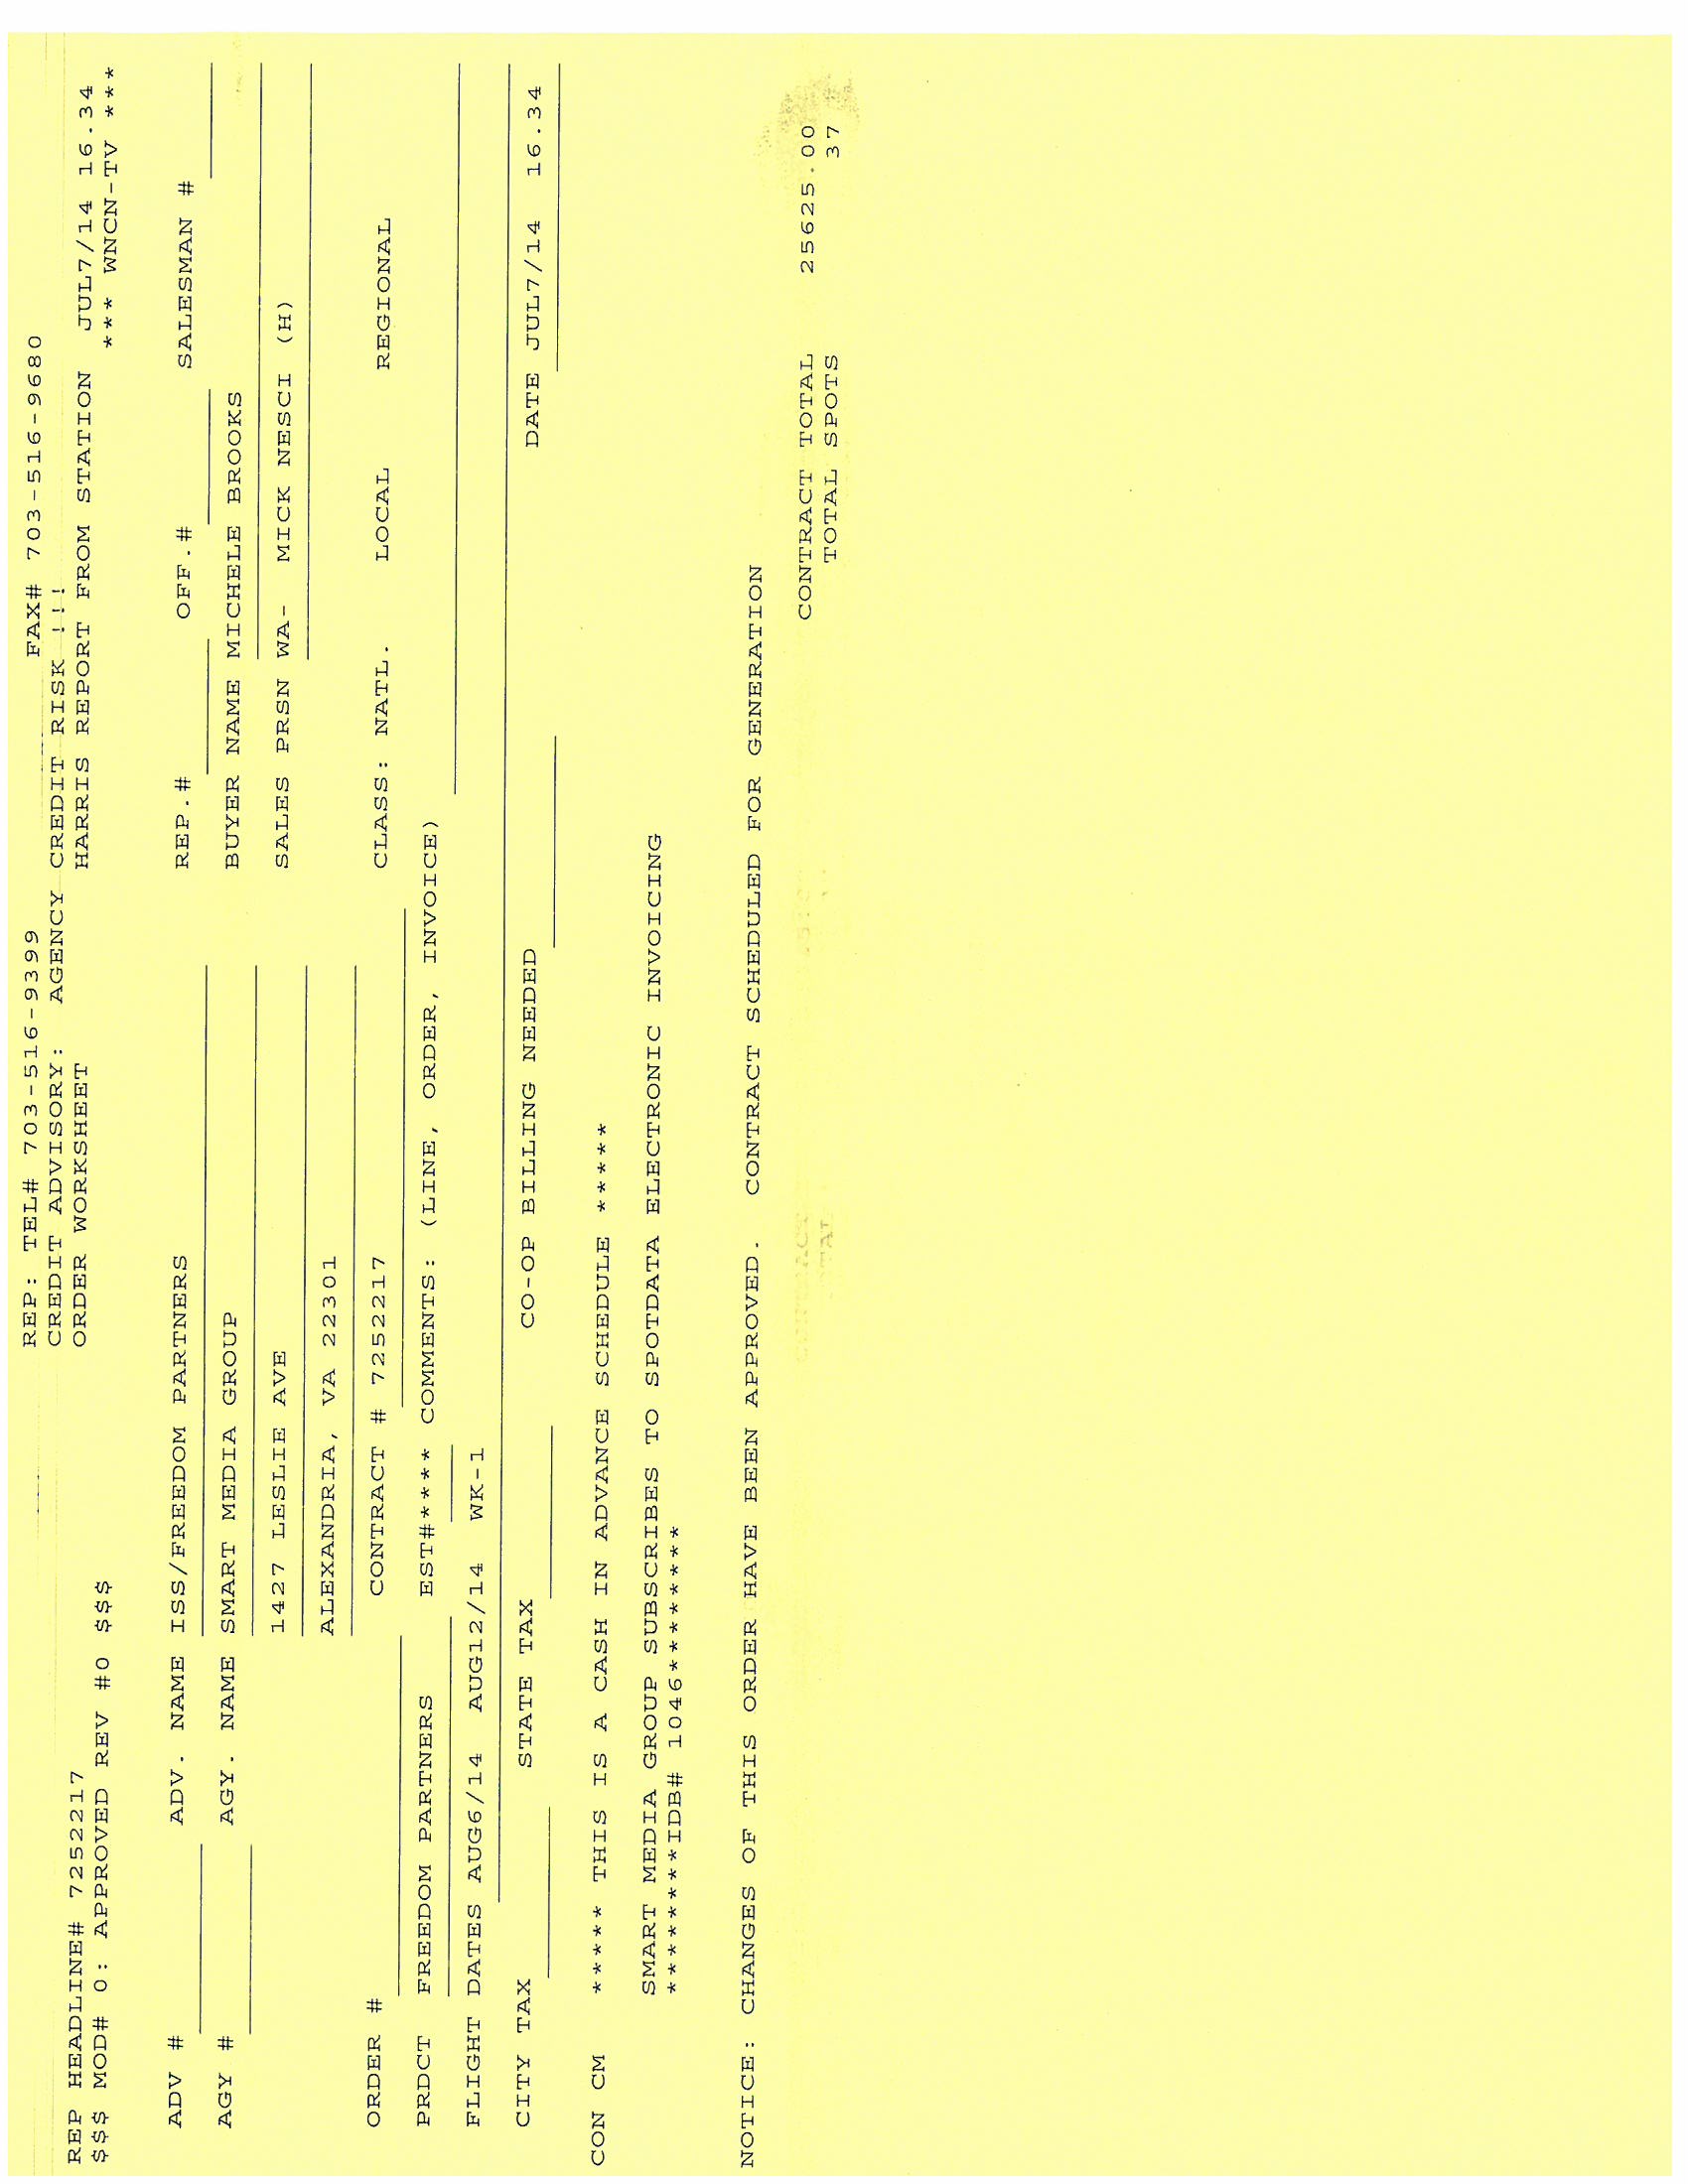 REP: TEL# 703-516-9399 FAX# 703-516-9680
CREDIT ADVISORY: AGENCY CREDIT RISK !!!
REP HEADLINE# 7252217 ORDER WORKSHEET HARRIS REPORT FROM STATION JUL7/14 16.34
$$$ MOD# 0: APPROVED REV #0 $$$ *** WNCN-TV ***
ADV # ADV. NAME ISS/FREEDOM PARTNERS REP.# OFF.# SALESMAN #
AGY # AGY. NAME SMART MEDIA GROUP BUYER NAME MICHELE BROOKS
1427 LESLIE AVE SALES PRSN WA- MICK NESCI (H)
ALEXANDRIA, VA 22301
ORDER # CONTRACT # 7252217 CLASS: NATL. LOCAL REGIONAL
PRDCT FREEDOM PARTNERS EST#**** COMMENTS: (LINE, ORDER, INVOICE)
FLIGHT DATES AUG6/14 AUG12/14 WK-1
CITY TAX STATE TAX CO-OP BILLING NEEDED DATE JUL7/14 16.34
CON CM ***** THIS IS A CASH IN ADVANCE SCHEDULE *****
SMART MEDIA GROUP SUBSCRIBES TO SPOTDATA ELECTRONIC INVOICING
**********IDB# 1046**********
NOTICE: CHANGES OF THIS ORDER HAVE BEEN APPROVED. CONTRACT SCHEDULED FOR GENERATION
CONTRACT TOTAL 25625.00
TOTAL SPOTS 37